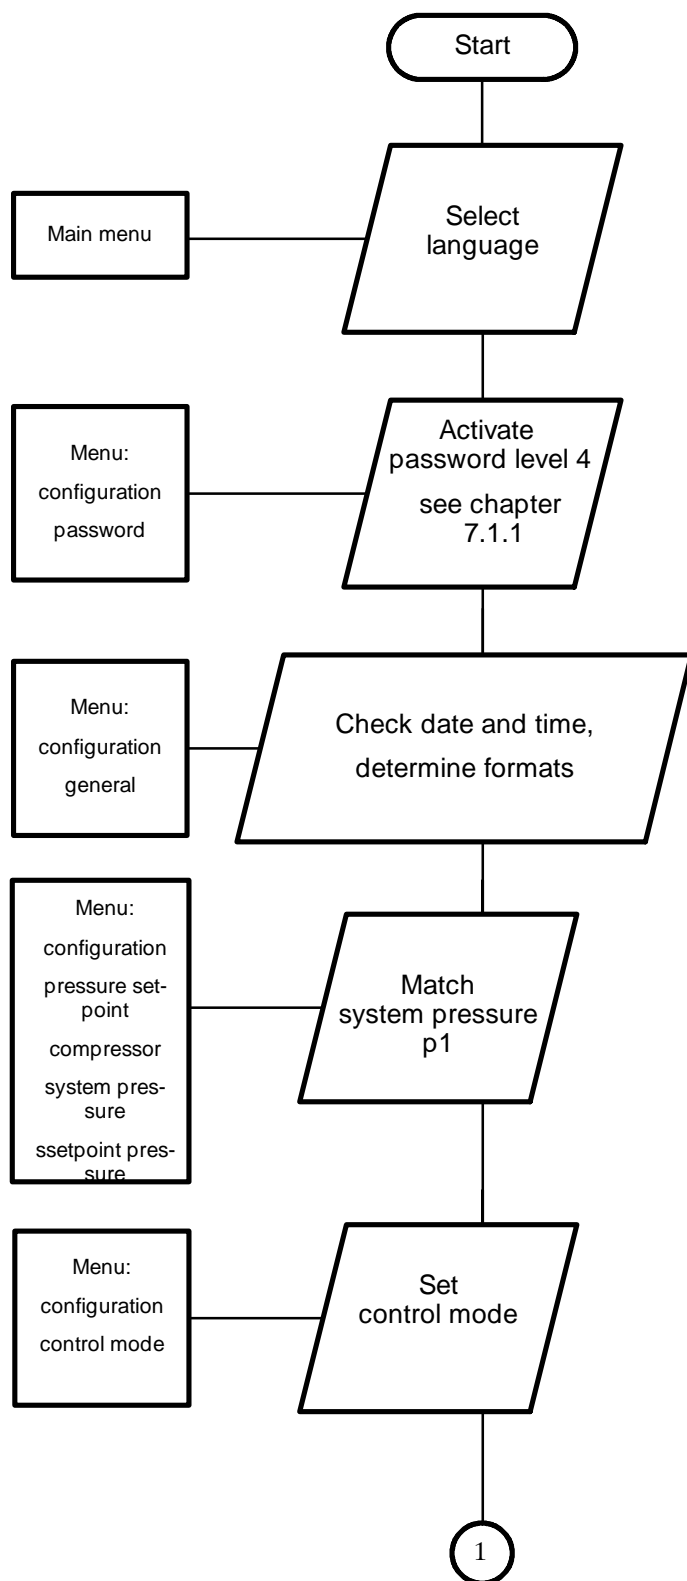 Start
Main menu
Select
language
Menu:
configuration
password
Activate
password level 4
see chapter
7.1.1
Menu:
configuration
general
Check date and time,
determine formats
Menu:
configuration
pressure set-
point
compressor
system pres-
sure
ssetpoint pres-
sure
Match
system pressure
p1
Menu:
configuration
control mode
Set
control mode
1